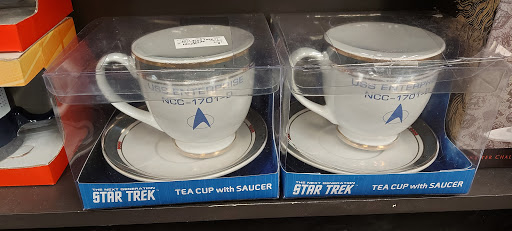 USS ENTERPRISE
NCC-1701-D
THE NEXT GENERATION
STAR TREK
TEA CUP with SAUCER
USS ENTERPRISE
NCC-1701-D
THE NEXT GENERATION
STAR TREK
TEA CUP with SAUCER